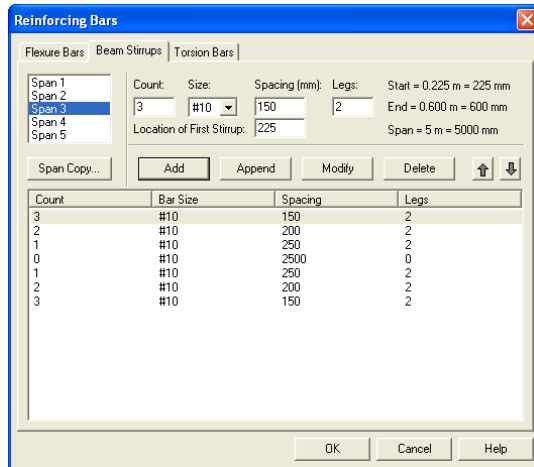 Reinforcing Bars
Flexure Bars Beam Stirrups Torsion Bars
Span 1
Span 2
Span 3
Span 4
Span 5
Count: Size: Spacing (mm): Legs: Start = 0.225 m = 225 mm
3 #10 150 2 End = 0.600 m = 600 mm
Location of First Stirrup: 225 Span = 5 m = 5000 mm
Span Copy... Add Append Modify Delete
Count Bar Size Spacing Legs
3 #10 150 2
2 #10 200 2
1 #10 250 2
0 #10 2500 0
1 #10 250 2
2 #10 200 2
3 #10 150 2
OK Cancel Help